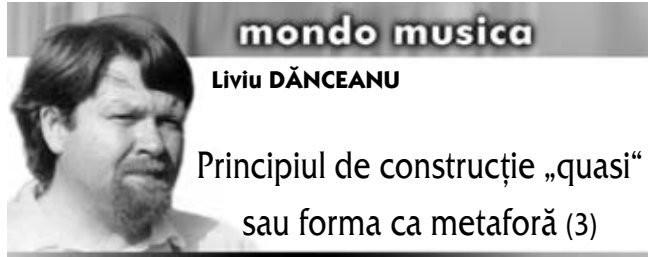 mondo musica
Liviu DĂNCEANU
Principiul de construcție „quasi“
sau forma ca metaforă (3)